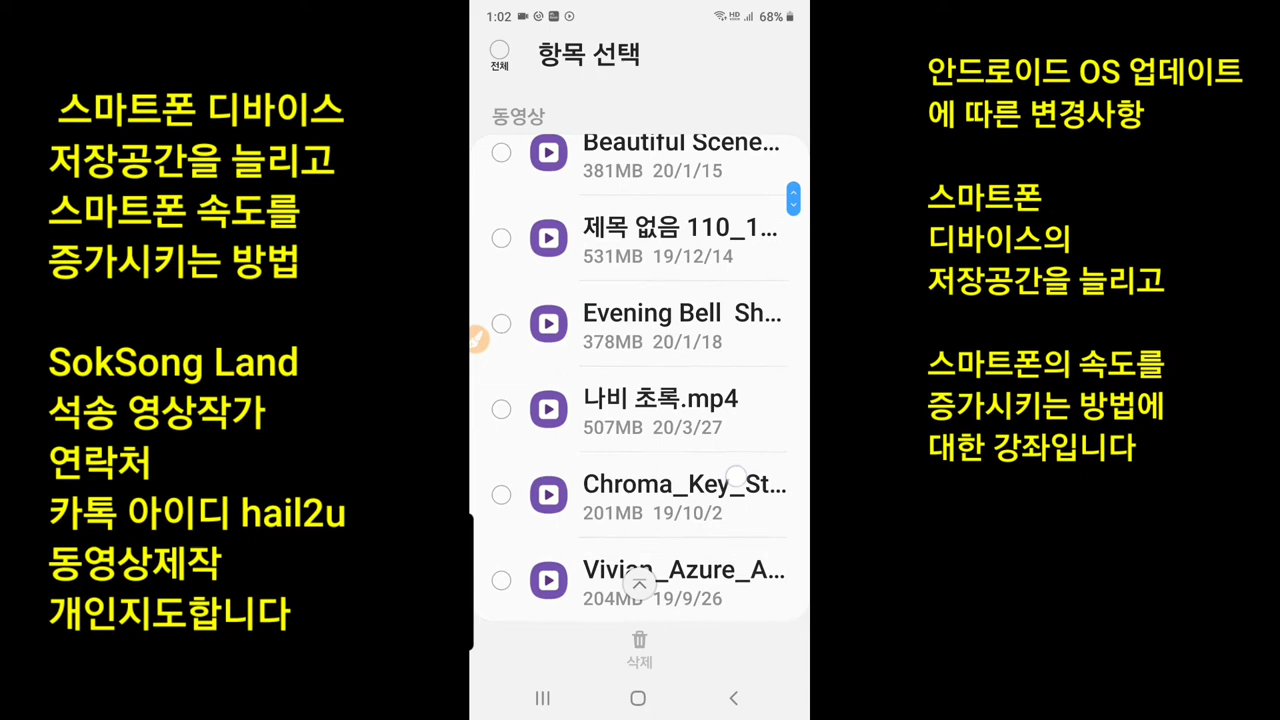 스마트폰 디바이스
저장공간을 늘리고
스마트폰 속도를
증가시키는 방법
SokSong Land
석송 영상작가
연락처
카톡 아이디 hail2u
동영상제작
개인지도합니다
1:02
HD
68%
전체
항목 선택
동영상
Beautiful Scene...
381MB 20/1/15
제목 없음 110_1...
531MB 19/12/14
Evening Bell Sh...
378MB 20/1/18
나비 초록.mp4
507MB 20/3/27
Chroma_Key_St...
201MB 19/10/2
Vivian_Azure_A...
204MB 19/9/26
삭제
안드로이드 OS 업데이트
에 따른 변경사항
스마트폰
디바이스의
저장공간을 늘리고
스마트폰의 속도를
증가시키는 방법에
대한 강좌입니다